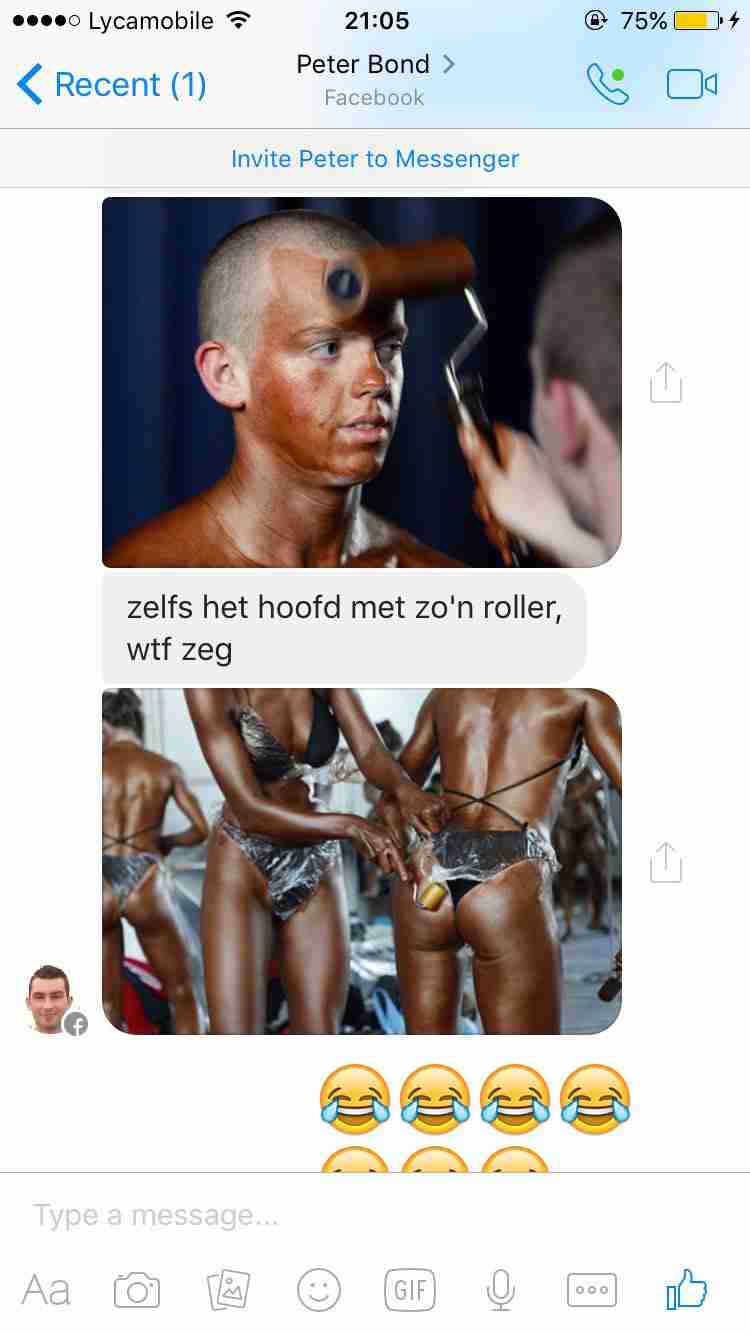 Lycamobile 21:05 75%
Recent (1) Peter Bond
Facebook
Invite Peter to Messenger
zelfs het hoofd met zo'n roller,
wtf zeg
Type a message...
Aa GIF